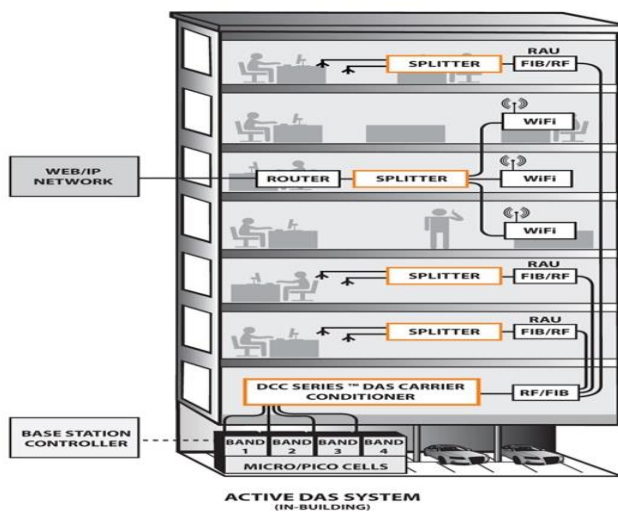 RAU
SPLITTER
FIB/RF
WiFi
WEB/IP
NETWORK
ROUTER
SPLITTER
WiFi
WiFi
RAU
SPLITTER
FIB/RF
RAU
SPLITTER
FIB/RF
DCC SERIES ™ DAS CARRIER
CONDITIONER
RF/FIB
BASE STATION
CONTROLLER
BAND
1
BAND
2
BAND
3
BAND
4
MICRO/PICO CELLS
ACTIVE DAS SYSTEM
(IN-BUILDING)